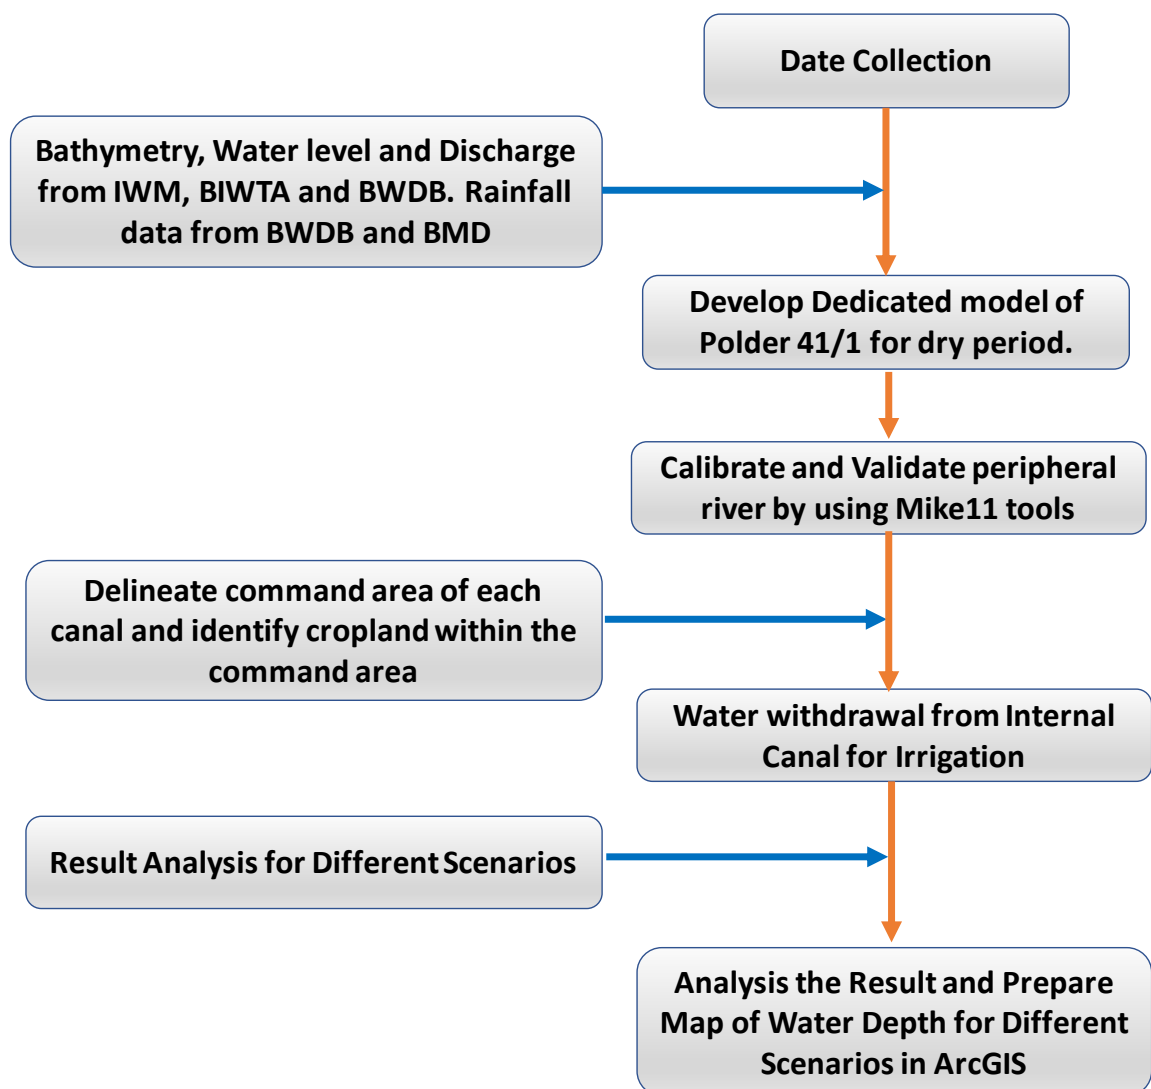 Date Collection
Bathymetry, Water level and Discharge
from IWM, BIWTA and BWDB. Rainfall
data from BWDB and BMD
Develop Dedicated model of
Polder 41/1 for dry period.
Calibrate and Validate peripheral
river by using Mike11 tools
Delineate command area of each
canal and identify cropland within the
command area
Water withdrawal from Internal
Canal for Irrigation
Result Analysis for Different Scenarios
Analysis the Result and Prepare
Map of Water Depth for Different
Scenarios in ArcGIS